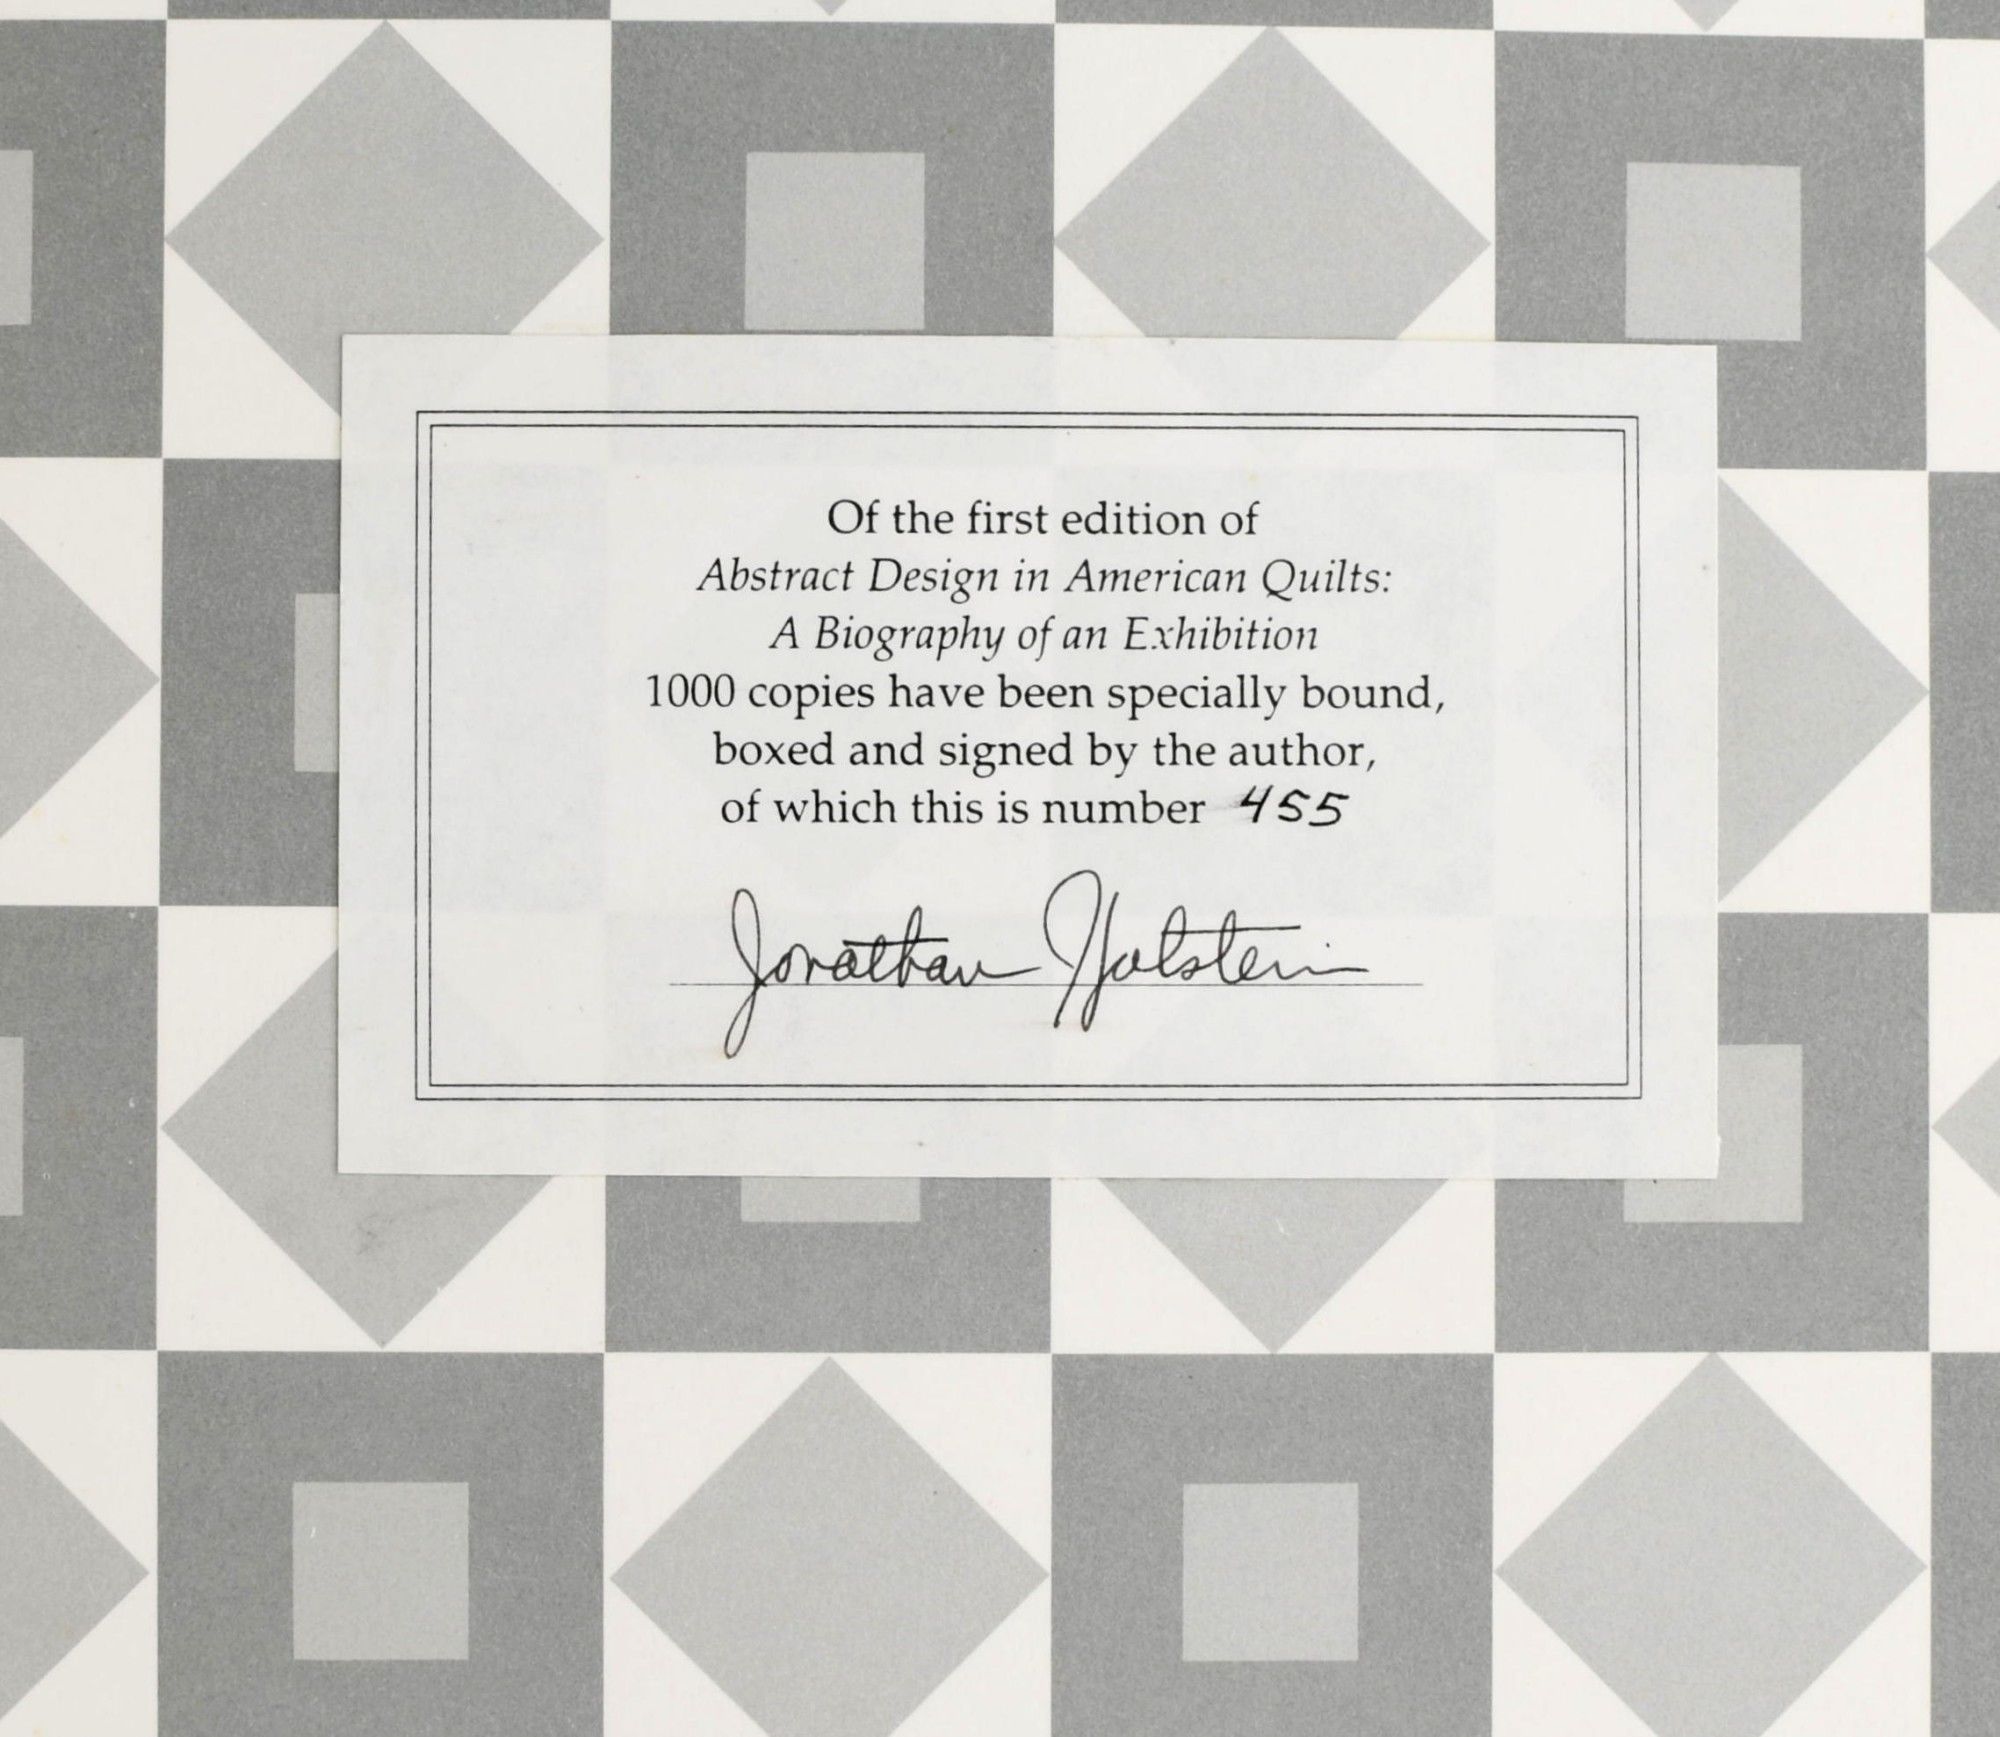 Of the first edition of
Abstract Design in American Quilts:
A Biography of an Exhibition
1000 copies have been specially bound,
boxed and signed by the author,
of which this is number 455
Jonathan Holstein